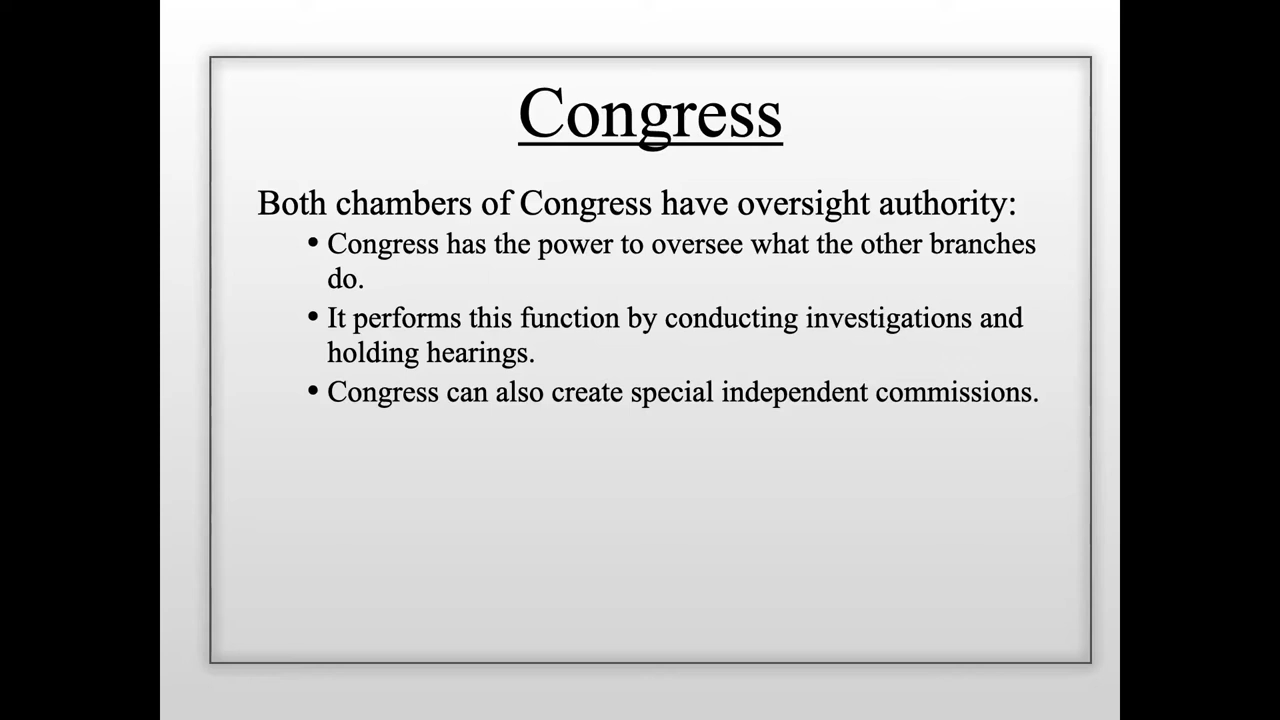 Congress
Both chambers of Congress have oversight authority:
• Congress has the power to oversee what the other branches
do.
• It performs this function by conducting investigations and
holding hearings.
• Congress can also create special independent commissions.